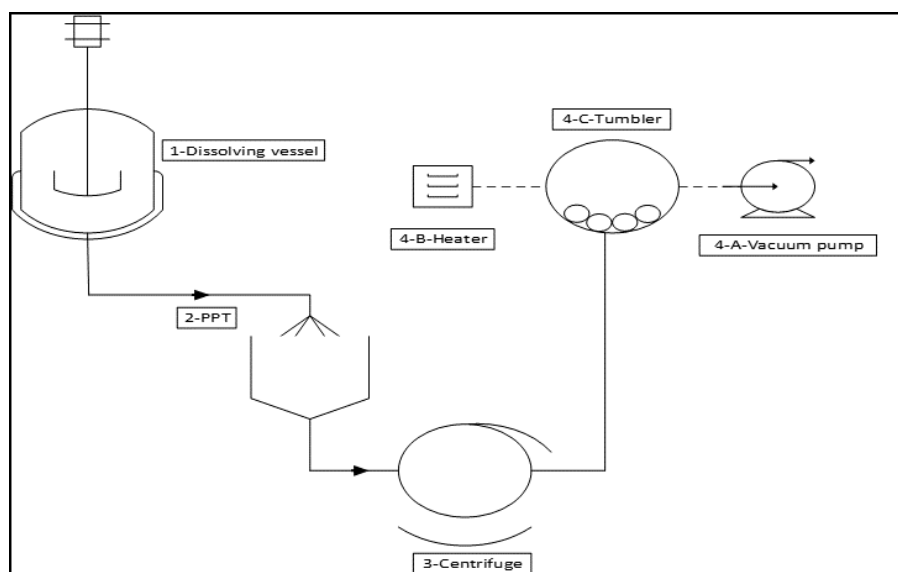 4-C-Tumbler
1-Dissolving vessel
4-B-Heater
4-A-Vacuum pump
2-PPT
3-Centrifuge